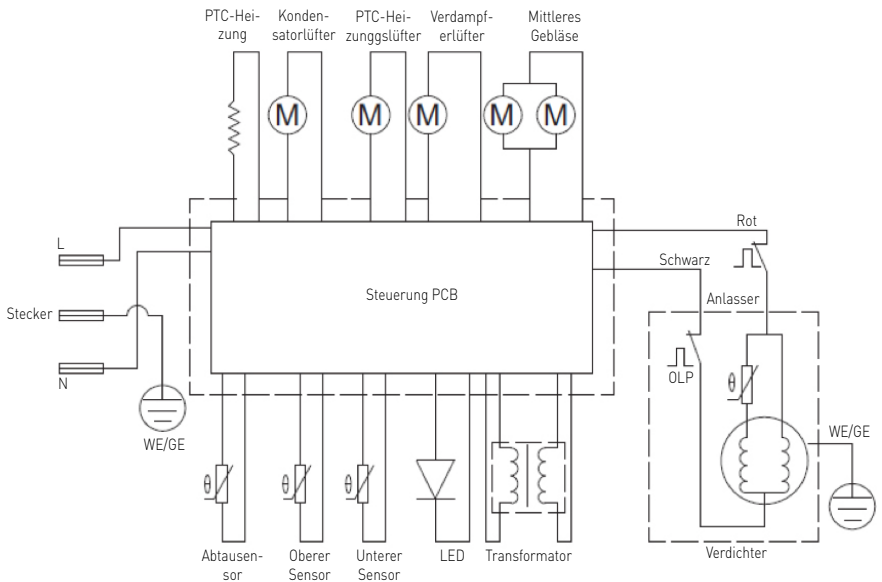 PTC-Hei-
zung
Konden-
satorlüfter
PTC-Hei-
zunggslüfter
Verdampf-
erlüfter
Mittleres
Gebläse
M
M
M
M
M
L
Stecker
N
WE/GE
Steuerung PCB
Rot
Schwarz
Anlasser
OLP
θ
WE/GE
Verdichter
θ
θ
θ
Abtausen-
sor
Oberer
Sensor
Unterer
Sensor
LED
Transformator